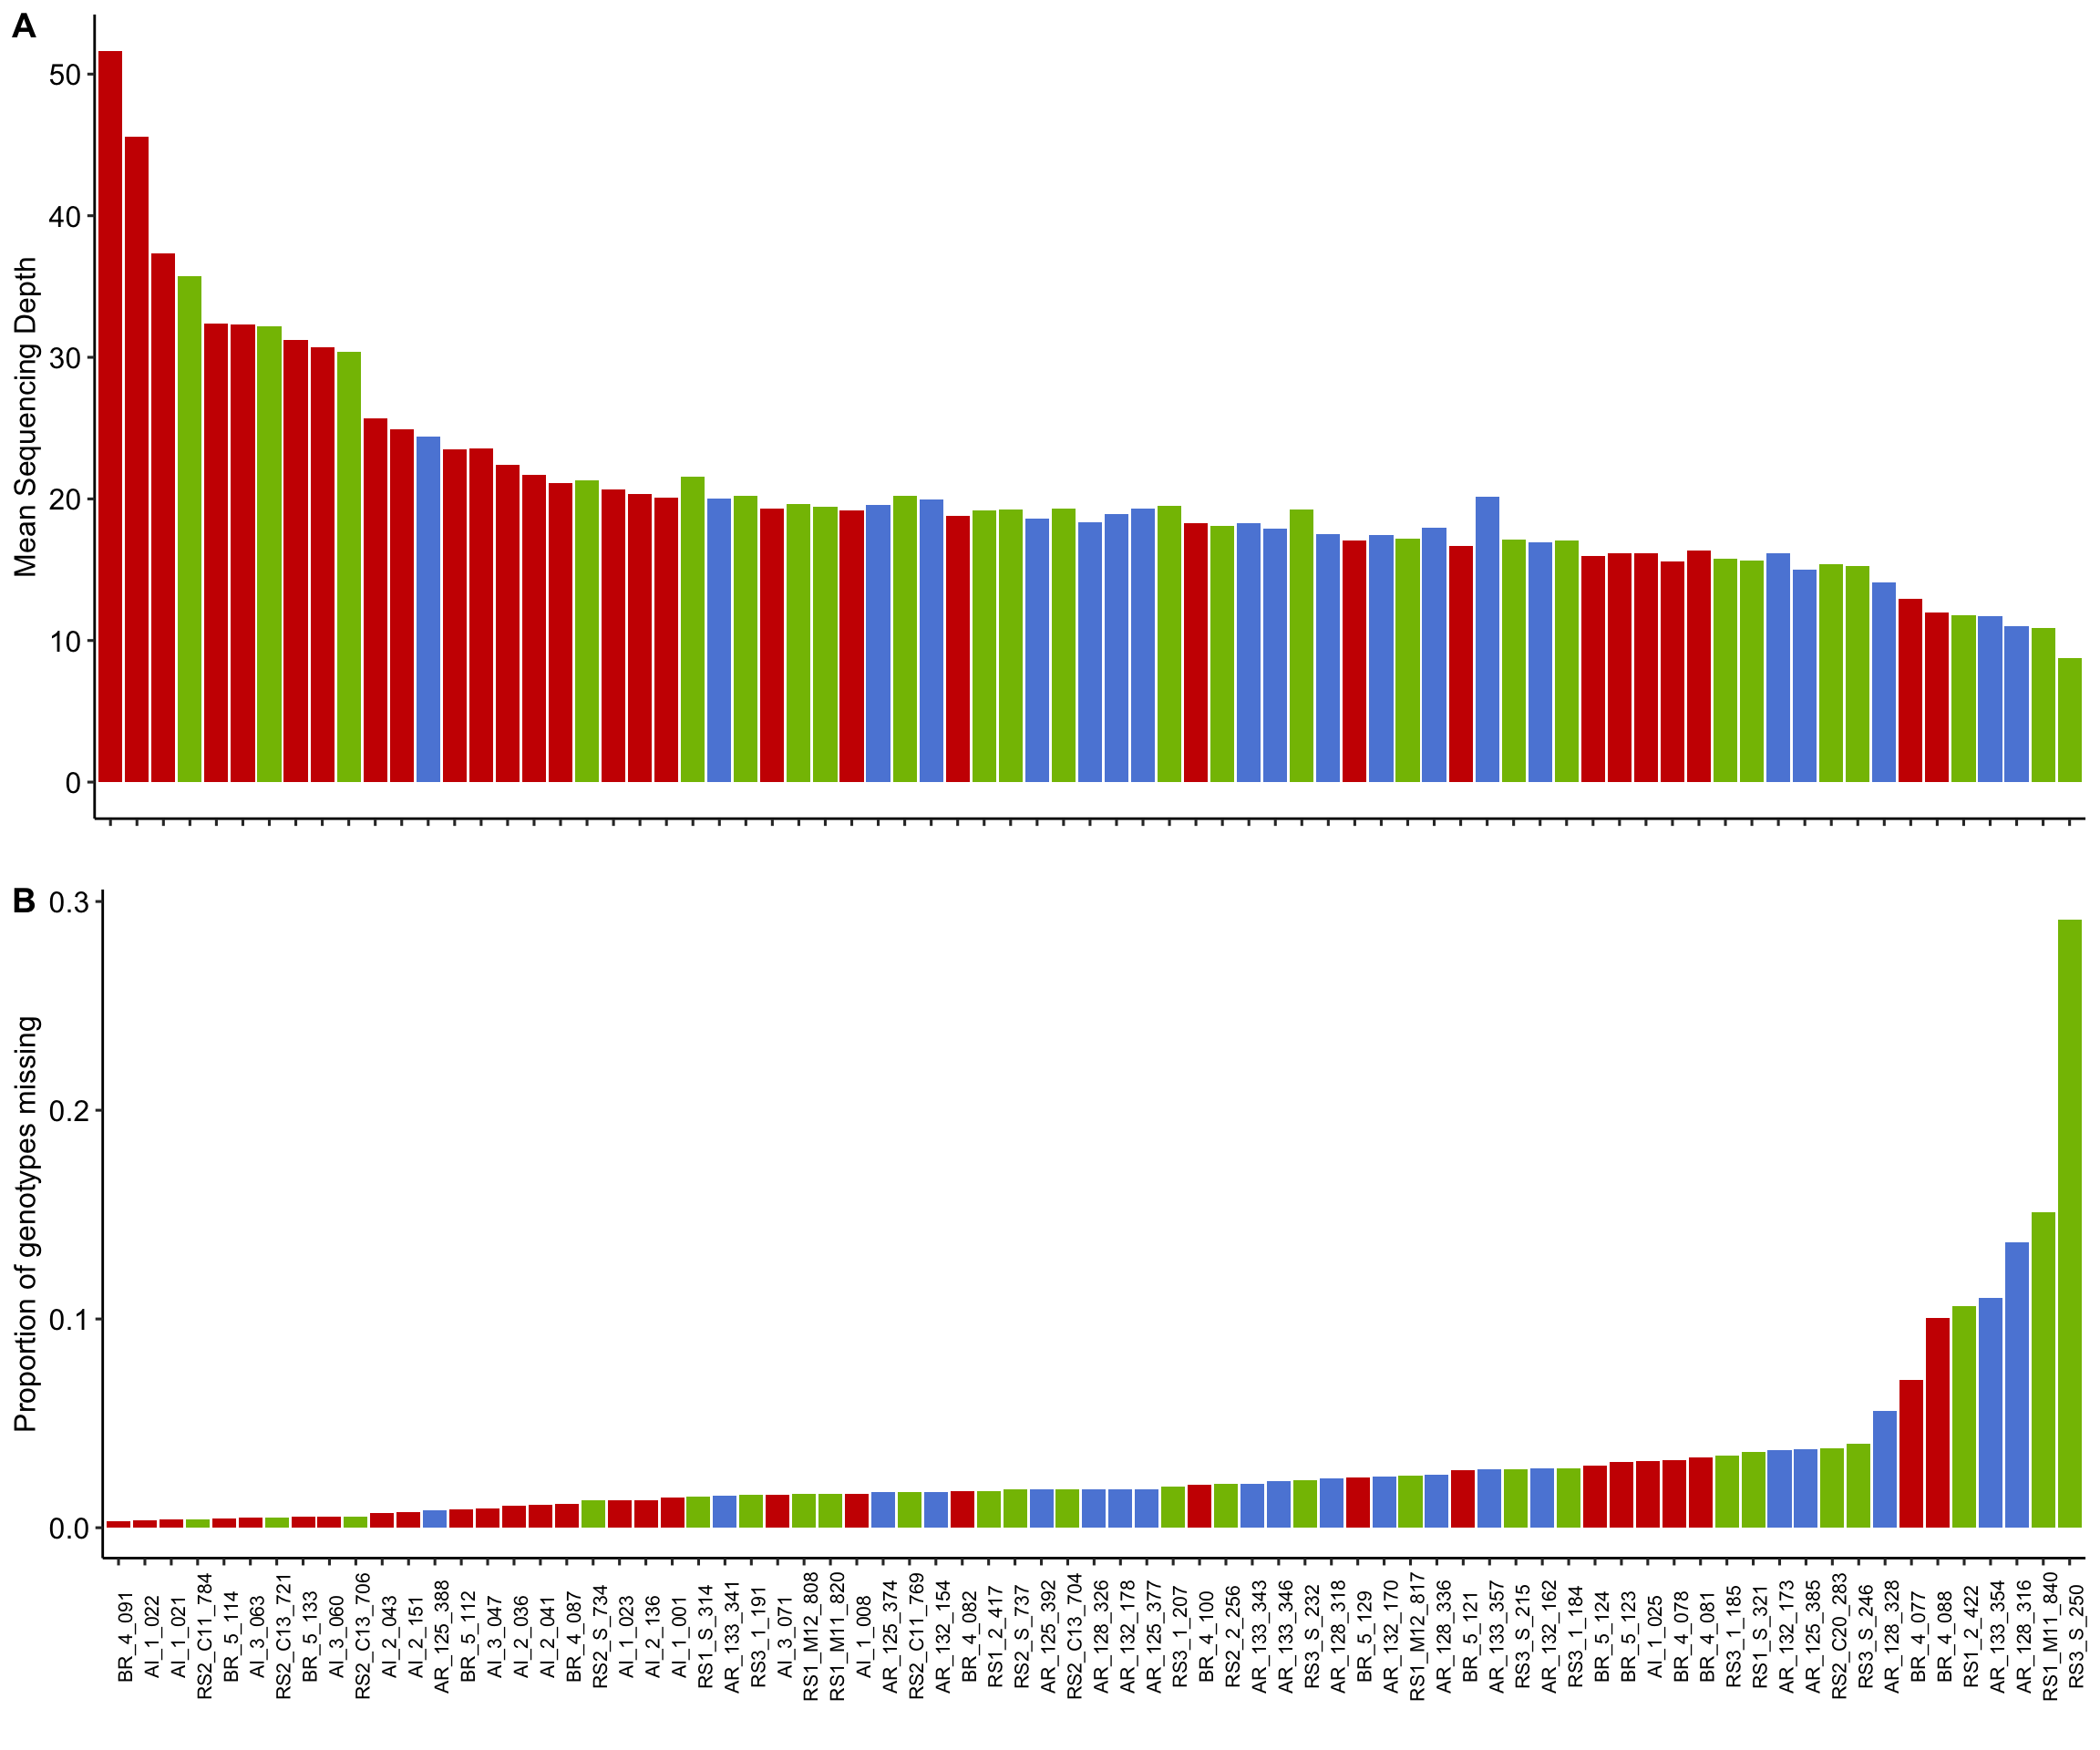 A
Mean Sequencing Depth
50
40
30
20
10
0
B
Proportion of genotypes missing
0.3
0.2
0.1
0.0
BR_4_091
AI_1_022
AI_1_021
RS2_C11_784
BR_5_114
AI_3_063
RS2_C13_721
BR_5_133
AI_3_060
RS2_C13_706
AI_2_043
AI_2_151
AR_125_388
BR_5_112
AI_3_047
AI_2_036
AI_2_041
BR_4_087
RS2_S_734
AI_1_023
AI_2_136
AI_1_001
RS1_S_314
AR_133_341
RS3_1_191
AI_3_071
RS1_M12_808
RS1_M11_820
AI_1_008
AR_125_374
RS2_C11_769
AR_132_154
BR_4_082
RS1_2_417
RS2_S_737
AR_125_392
RS2_C13_704
AR_128_326
AR_132_178
AR_125_377
RS3_1_207
BR_4_100
RS2_2_256
AR_133_343
AR_133_346
RS3_S_232
AR_128_318
BR_5_129
AR_132_170
RS1_M12_817
AR_128_336
BR_5_121
AR_133_357
RS3_S_215
AR_132_162
RS3_1_184
BR_5_124
BR_5_123
AI_1_025
BR_4_078
BR_4_081
RS3_1_185
RS1_S_321
AR_132_173
AR_125_385
RS2_C20_283
RS3_S_246
AR_128_328
BR_4_077
BR_4_088
RS1_2_422
AR_133_354
AR_128_316
RS1_M11_840
RS3_S_250